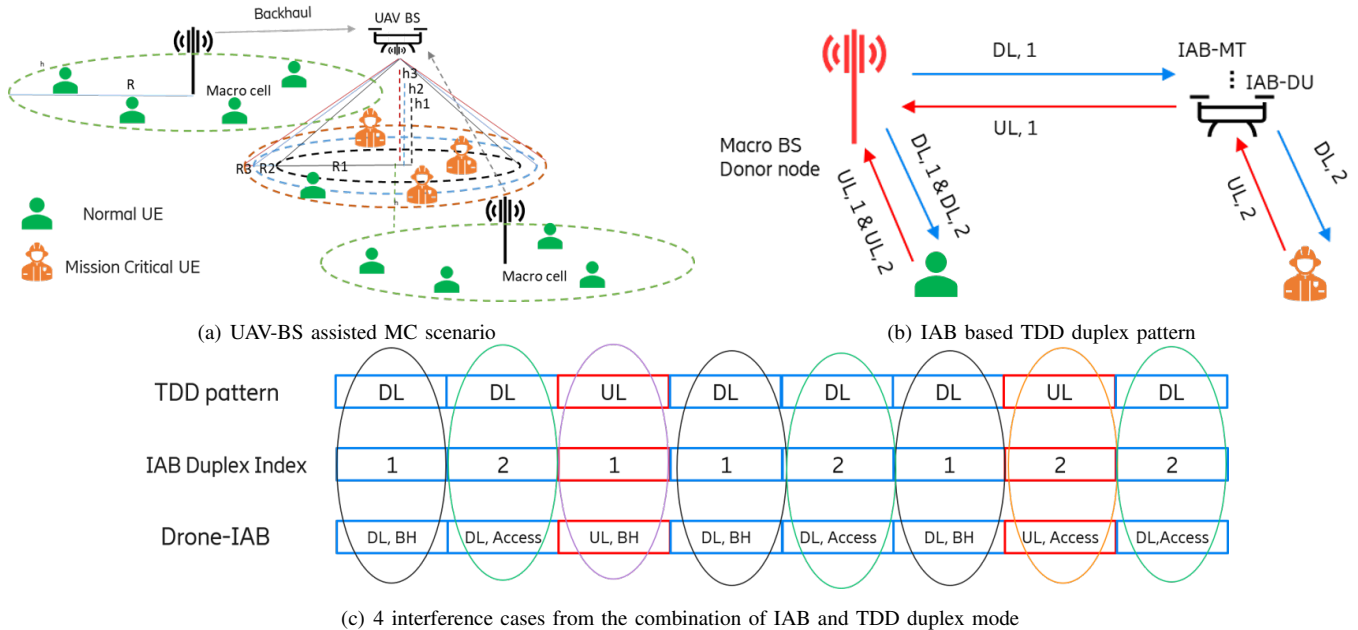 Backhaul
UAV BS
h
R
Macro cell
h3
h2
h1
R3
R2
R1
h
Normal UE
Mission Critical UE
Macro cell
(a) UAV-BS assisted MC scenario
DL, 1
IAB-MT
IAB-DU
UL, 1
Macro BS
Donor node
DL, 1 & DL, 2
UL, 1 & UL, 2
DL, 2
UL, 2
(b) IAB based TDD duplex pattern
TDD pattern DL DL UL DL DL DL UL DL
IAB Duplex Index 1 2 1 1 2 1 2 2
Drone-IAB DL, BH DL, Access UL, BH DL, BH DL, Access DL, BH UL, Access DL,Access
(c) 4 interference cases from the combination of IAB and TDD duplex mode